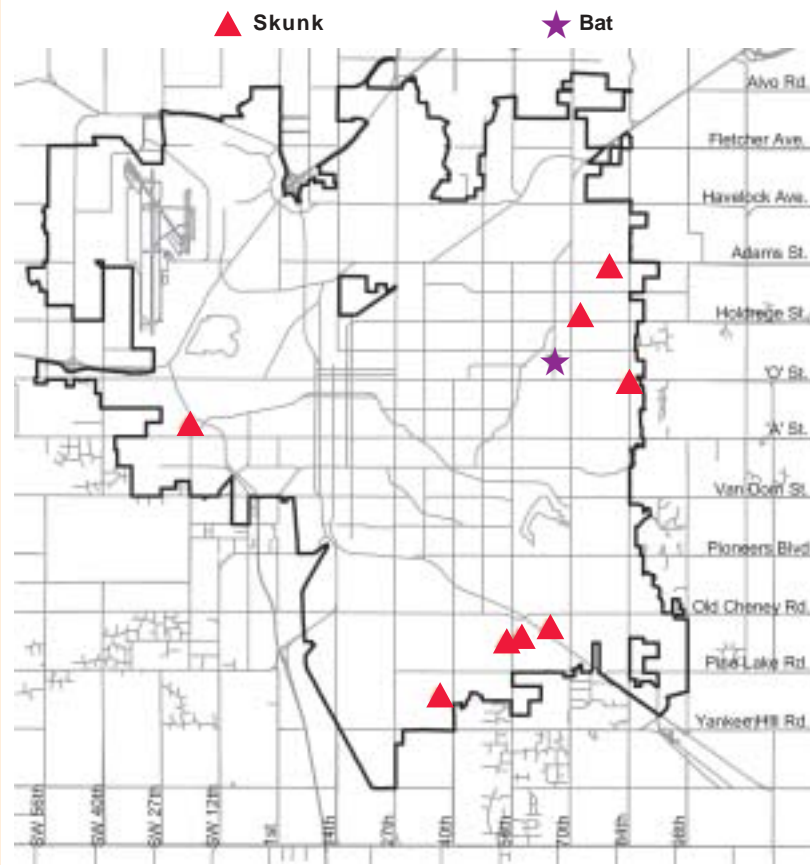 Skunk
Bat
Alvo Rd.
Fletcher Ave.
Havelock Ave.
Adams St.
Holdrege St.
'O' St.
'A' St.
Van Dorn St.
Pioneers Blvd
Old Cheney Rd.
Pine Lake Rd.
Yankee Hill Rd.
SW 56th
SW 40th
SW 27th
SW 12th
1st
14th
27th
40th
56th
70th
84th
98th